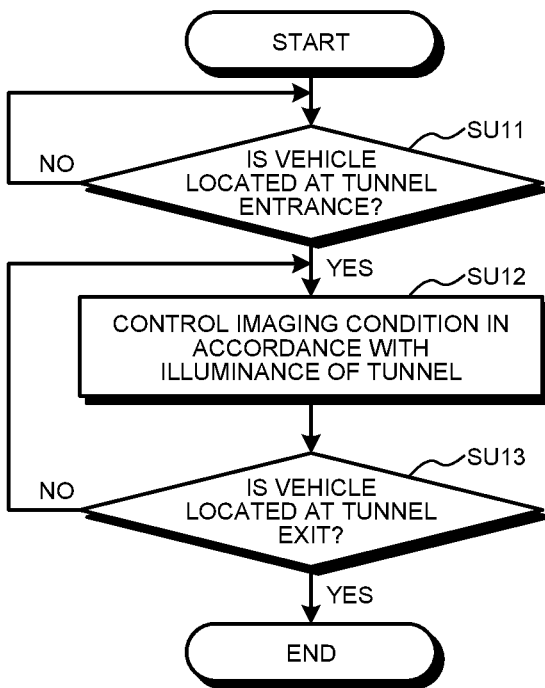 START
SU11
IS VEHICLE
LOCATED AT TUNNEL
ENTRANCE?
NO
YES
SU12
CONTROL IMAGING CONDITION IN
ACCORDANCE WITH
ILLUMINANCE OF TUNNEL
SU13
IS VEHICLE
LOCATED AT TUNNEL
EXIT?
NO
YES
END